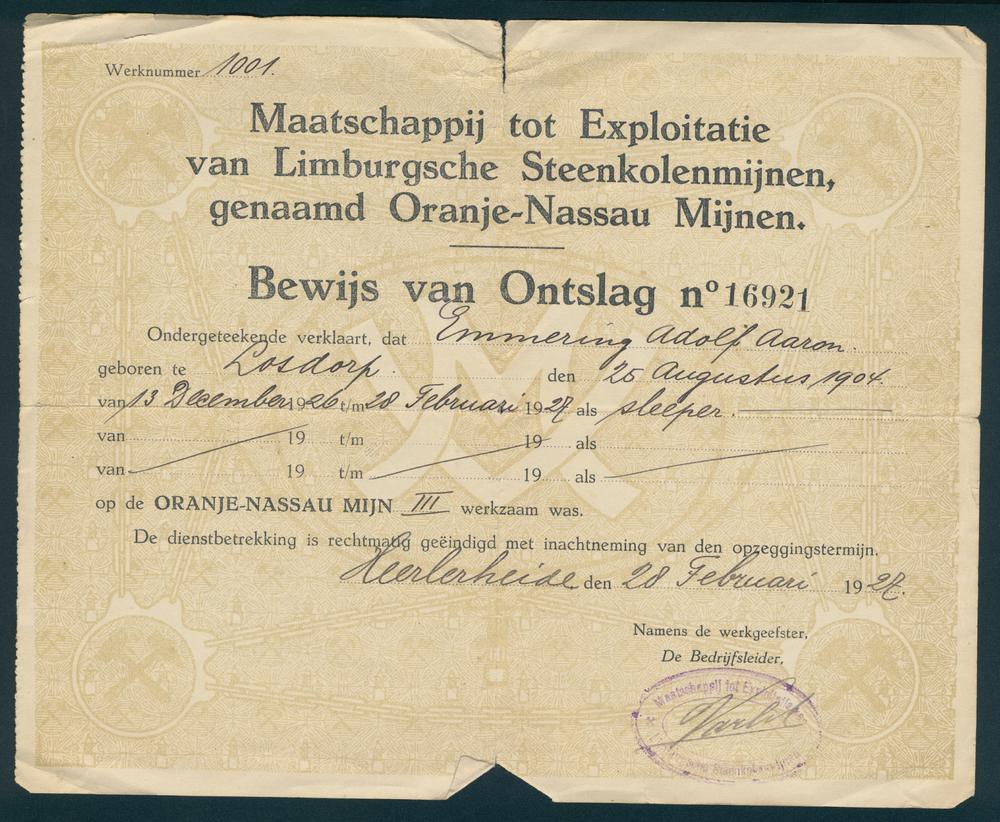 Werknummer 1001.
Maatschappij tot Exploitatie
van Limburgsche Steenkolenmijnen,
genaamd Oranje-Nassau Mijnen.
Bewijs van Ontslag nº 16921
Ondergeteekende verklaart, dat Emmering Adolf Aaron.
geboren te Losdorp. den 25 Augustus 1904.
van 13 December 1926 t/m 28 Februari 1927 als sleeper.
van 19 t/m 19 als
van 19 t/m 19 als
op de ORANJE-NASSAU MIJN III werkzaam was.
De dienstbetrekking is rechtmatig geëindigd met inachtneming van den opzeggingstermijn.
Heerlerheide den 28 Februari 1927.
Namens de werkgeefster,
De Bedrijfsleider,
Maatschappij tot Exploitatie